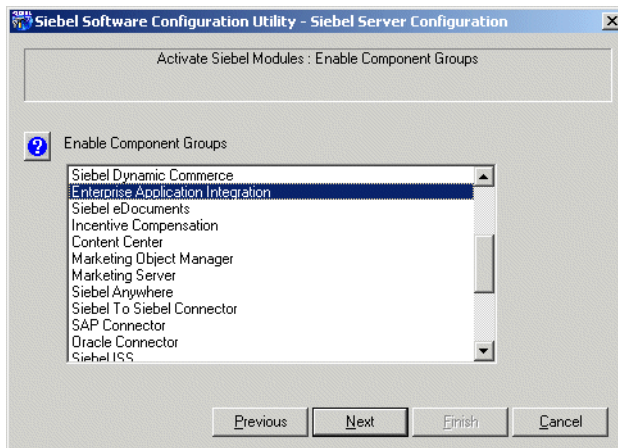 Siebel Software Configuration Utility - Siebel Server Configuration
Activate Siebel Modules : Enable Component Groups
Enable Component Groups
Siebel Dynamic Commerce
Enterprise Application Integration
Siebel eDocuments
Incentive Compensation
Content Center
Marketing Object Manager
Marketing Server
Siebel Anywhere
Siebel To Siebel Connector
SAP Connector
Oracle Connector
Siebel ISS
Previous Next Finish Cancel